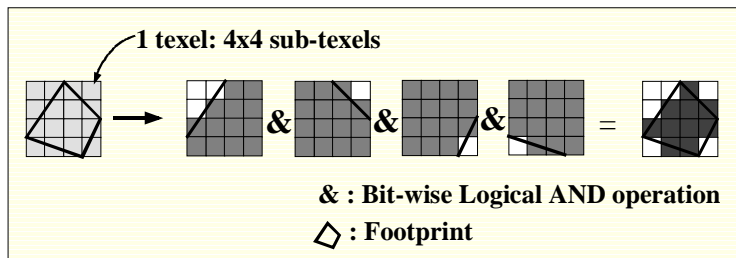 1 texel: 4x4 sub-texels
& & & =
& : Bit-wise Logical AND operation
: Footprint